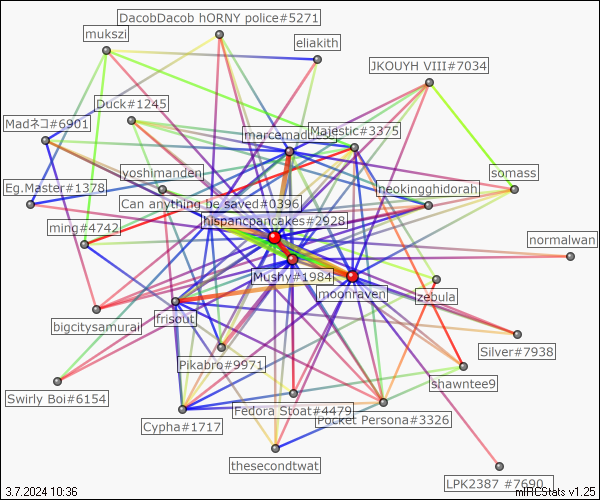 DacobDacob hORNY police#5271
mukszi
eliakith
JKOUYH VIII#7034
Duck#1245
Madネコ#6901
marcemad
Majestic#3375
yoshimanden
somass
Eg.Master#1378
neokingghidorah
Can anything be saved#0396
hispancpancakes#2928
ming#4742
normalwan
Mushy#1984
moonraven
zebula
frisout
bigcitysamurai
Silver#7938
Pikabro#9971
shawntee9
Swirly Boi#6154
Fedora Stoat#4479
Pocket Persona#3326
Cypha#1717
thesecondtwat
LPK2387 #7690
3.7.2024 10:36
mIRCStats v1.25